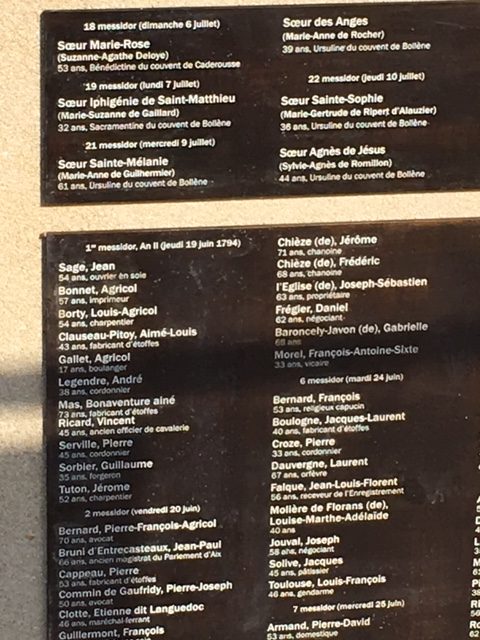 18 messidor (dimanche 6 juillet)
Sœur Marie-Rose
(Suzanne-Agathe Deloye)
53 ans, Bénédictine du couvent de Caderousse
19 messidor (lundi 7 juillet)
Sœur Iphigénie de Saint-Matthieu
(Marie-Suzanne de Gaillard)
32 ans, Sacramentine du couvent de Bollène
21 messidor (mercredi 9 juillet)
Sœur Sainte-Mélanie
(Marie-Anne de Guilhermier)
61 ans, Ursuline du couvent de Bollène
Sœur des Anges
(Marie-Anne de Rocher)
39 ans, Ursuline du couvent de Bollène
22 messidor (jeudi 10 juillet)
Sœur Sainte-Sophie
(Marie-Gertrude de Ripert d'Alauzier)
36 ans, Ursuline du couvent de Bollène
Sœur Agnès de Jésus
(Sylvie-Agnès de Romillon)
44 ans, Ursuline du couvent de Bollène
1er messidor, An II (jeudi 19 juin 1794)
Sage, Jean
54 ans, ouvrier en soie
Bonnet, Agricol
57 ans, imprimeur
Borty, Louis-Agricol
54 ans, charpentier
Clauseau-Pitoy, Aimé-Louis
43 ans, fabricant d'étoffes
Gallet, Agricol
17 ans, boulanger
Legendre, André
38 ans, cordonnier
Mas, Bonaventure ainé
73 ans, fabricant d'étoffes
Ricard, Vincent
45 ans, ancien officier de cavalerie
Serville, Pierre
45 ans, cordonnier
Sorbier, Guillaume
35 ans, forgeron
Tuton, Jérome
52 ans, charpentier
2 messidor (vendredi 20 juin)
Bernard, Pierre-François-Agricol
70 ans, avocat
Bruni d'Entrecasteaux, Jean-Paul
66 ans, ancien magistrat du Parlement d'Aix
Cappeau, Pierre
53 ans, fabricant d'étoffes
Commin de Gaufridy, Pierre-Joseph
50 ans, avocat
Clotte, Etienne dit Languedoc
46 ans, maréchal-ferrant
Guillermont, François
Chièze (de), Jérôme
71 ans, chanoine
Chièze (de), Frédéric
68 ans, chanoine
l'Eglise (de), Joseph-Sébastien
63 ans, propriétaire
Frégier, Daniel
62 ans, négociant
Baroncely-Javon (de), Gabrielle
68 ans
Morel, François-Antoine-Sixte
33 ans, vicaire
6 messidor (mardi 24 juin)
Bernard, François
53 ans, religieux capucin
Boulogne, Jacques-Laurent
40 ans, fabricant d'étoffes
Croze, Pierre
33 ans, cordonnier
Dauvergne, Laurent
67 ans, orfèvre
Falque, Jean-Louis-Florent
56 ans, receveur de l'Enregistrement
Molière de Florans (de),
Louise-Marthe-Adélaïde
40 ans
Jouval, Joseph
58 ans, négociant
Solive, Jacques
45 ans, pâtissier
Toulouse, Louis-François
46 ans, gendarme
7 messidor (mercredi 25 juin)
Armand, Pierre-David
53 ans, domestique